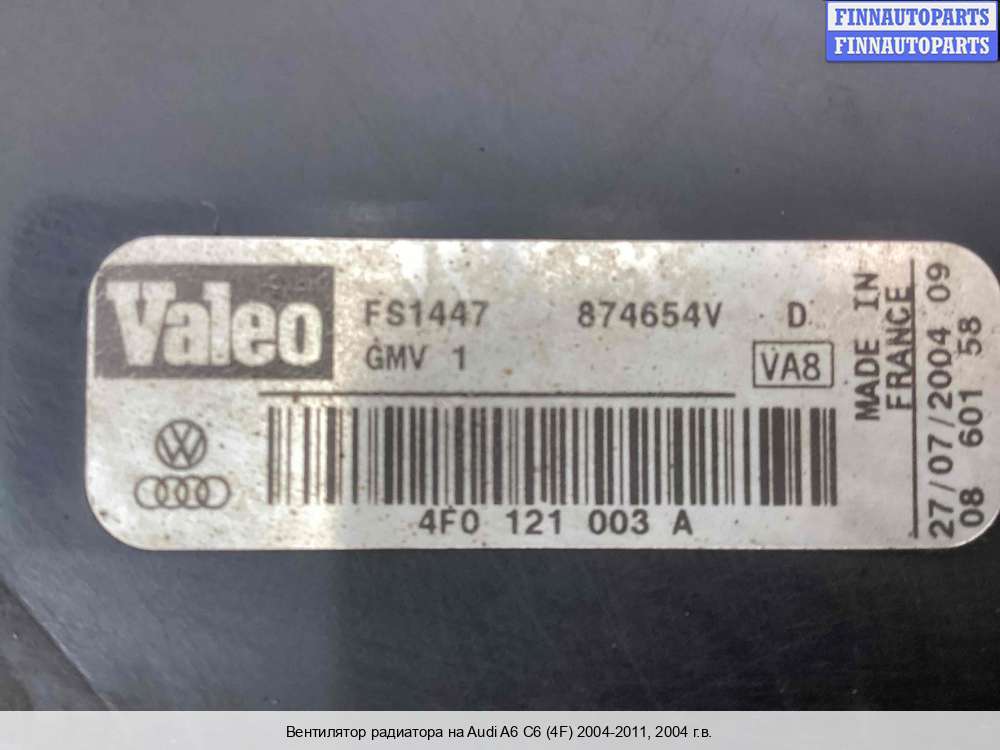 FINNAUTOPARTS
FINNAUTOPARTS
Valeo
FS1447 874654V D
GMV 1 VA8
4F0 121 003 A
MADE IN
FRANCE
27/07/2004 09
08 601 58
Вентилятор радиатора на Audi A6 C6 (4F) 2004-2011, 2004 г.в.